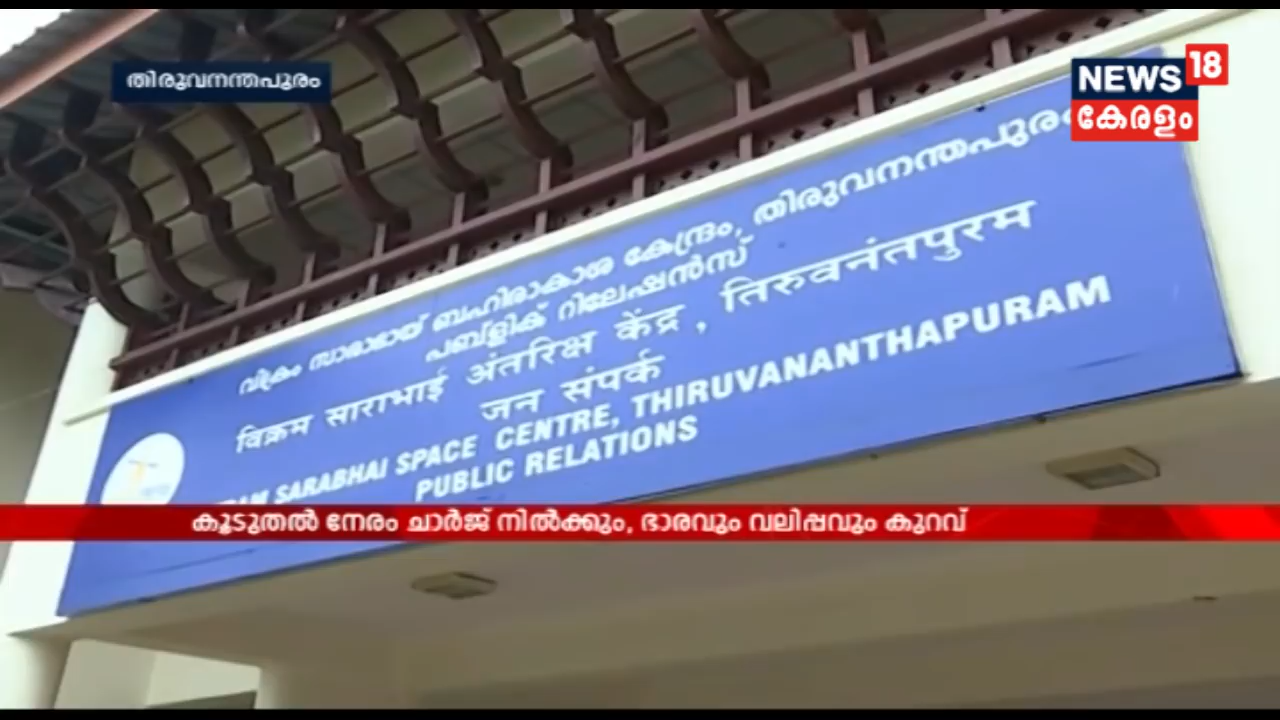 തിരുവനന്തപുരം
NEWS 18
കേരളം
വിക്രം സാരാഭായ് ബഹിരാകാശ കേന്ദ്രം, തിരുവനന്തപുരം
പബ്ളിക് റിലേഷൻസ്
विक्रम साराभाई अंतरिक्ष केंद्र, तिरुवनंतपुरम
जन संपर्क
SARABHAI SPACE CENTRE, THIRUVANANTHAPURAM
PUBLIC RELATIONS
കൂടുതൽ നേരം ചാർജ് നിൽക്കും, ഭാരവും വലിപ്പവും കുറവ്